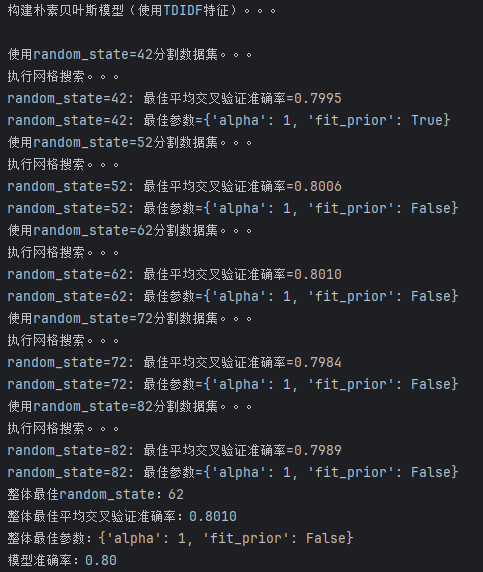 构建朴素贝叶斯模型（使用TDIDF特征）。。。
使用random_state=42分割数据集。。。
执行网格搜索。。。
random_state=42: 最佳平均交叉验证准确率=0.7995
random_state=42: 最佳参数={'alpha': 1, 'fit_prior': True}
使用random_state=52分割数据集。。。
执行网格搜索。。。
random_state=52: 最佳平均交叉验证准确率=0.8006
random_state=52: 最佳参数={'alpha': 1, 'fit_prior': False}
使用random_state=62分割数据集。。。
执行网格搜索。。。
random_state=62: 最佳平均交叉验证准确率=0.8010
random_state=62: 最佳参数={'alpha': 1, 'fit_prior': False}
使用random_state=72分割数据集。。。
执行网格搜索。。。
random_state=72: 最佳平均交叉验证准确率=0.7984
random_state=72: 最佳参数={'alpha': 1, 'fit_prior': False}
使用random_state=82分割数据集。。。
执行网格搜索。。。
random_state=82: 最佳平均交叉验证准确率=0.7989
random_state=82: 最佳参数={'alpha': 1, 'fit_prior': False}
整体最佳random_state：62
整体最佳平均交叉验证准确率：0.8010
整体最佳参数：{'alpha': 1, 'fit_prior': False}
模型准确率：0.80